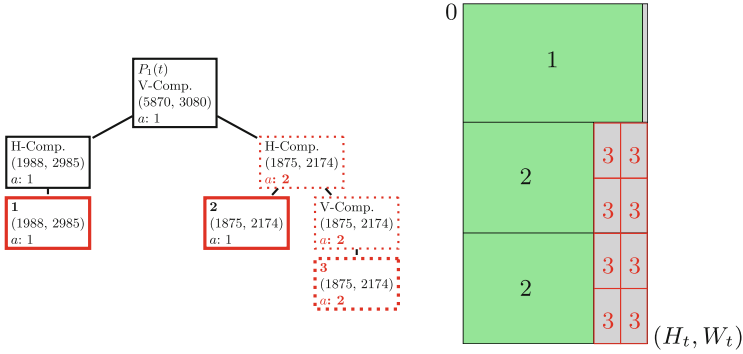 P₁(t)
V-Comp.
(5870, 3080)
a: 1
H-Comp.
(1988, 2985)
a: 1
1
(1988, 2985)
a: 1
H-Comp.
(1875, 2174)
a: 2
2
(1875, 2174)
a: 1
V-Comp.
(1875, 2174)
a: 2
3
(1875, 2174)
a: 2
0
1
2
3 3
3 3
2
3 3
3 3
(Hₜ, Wₜ)